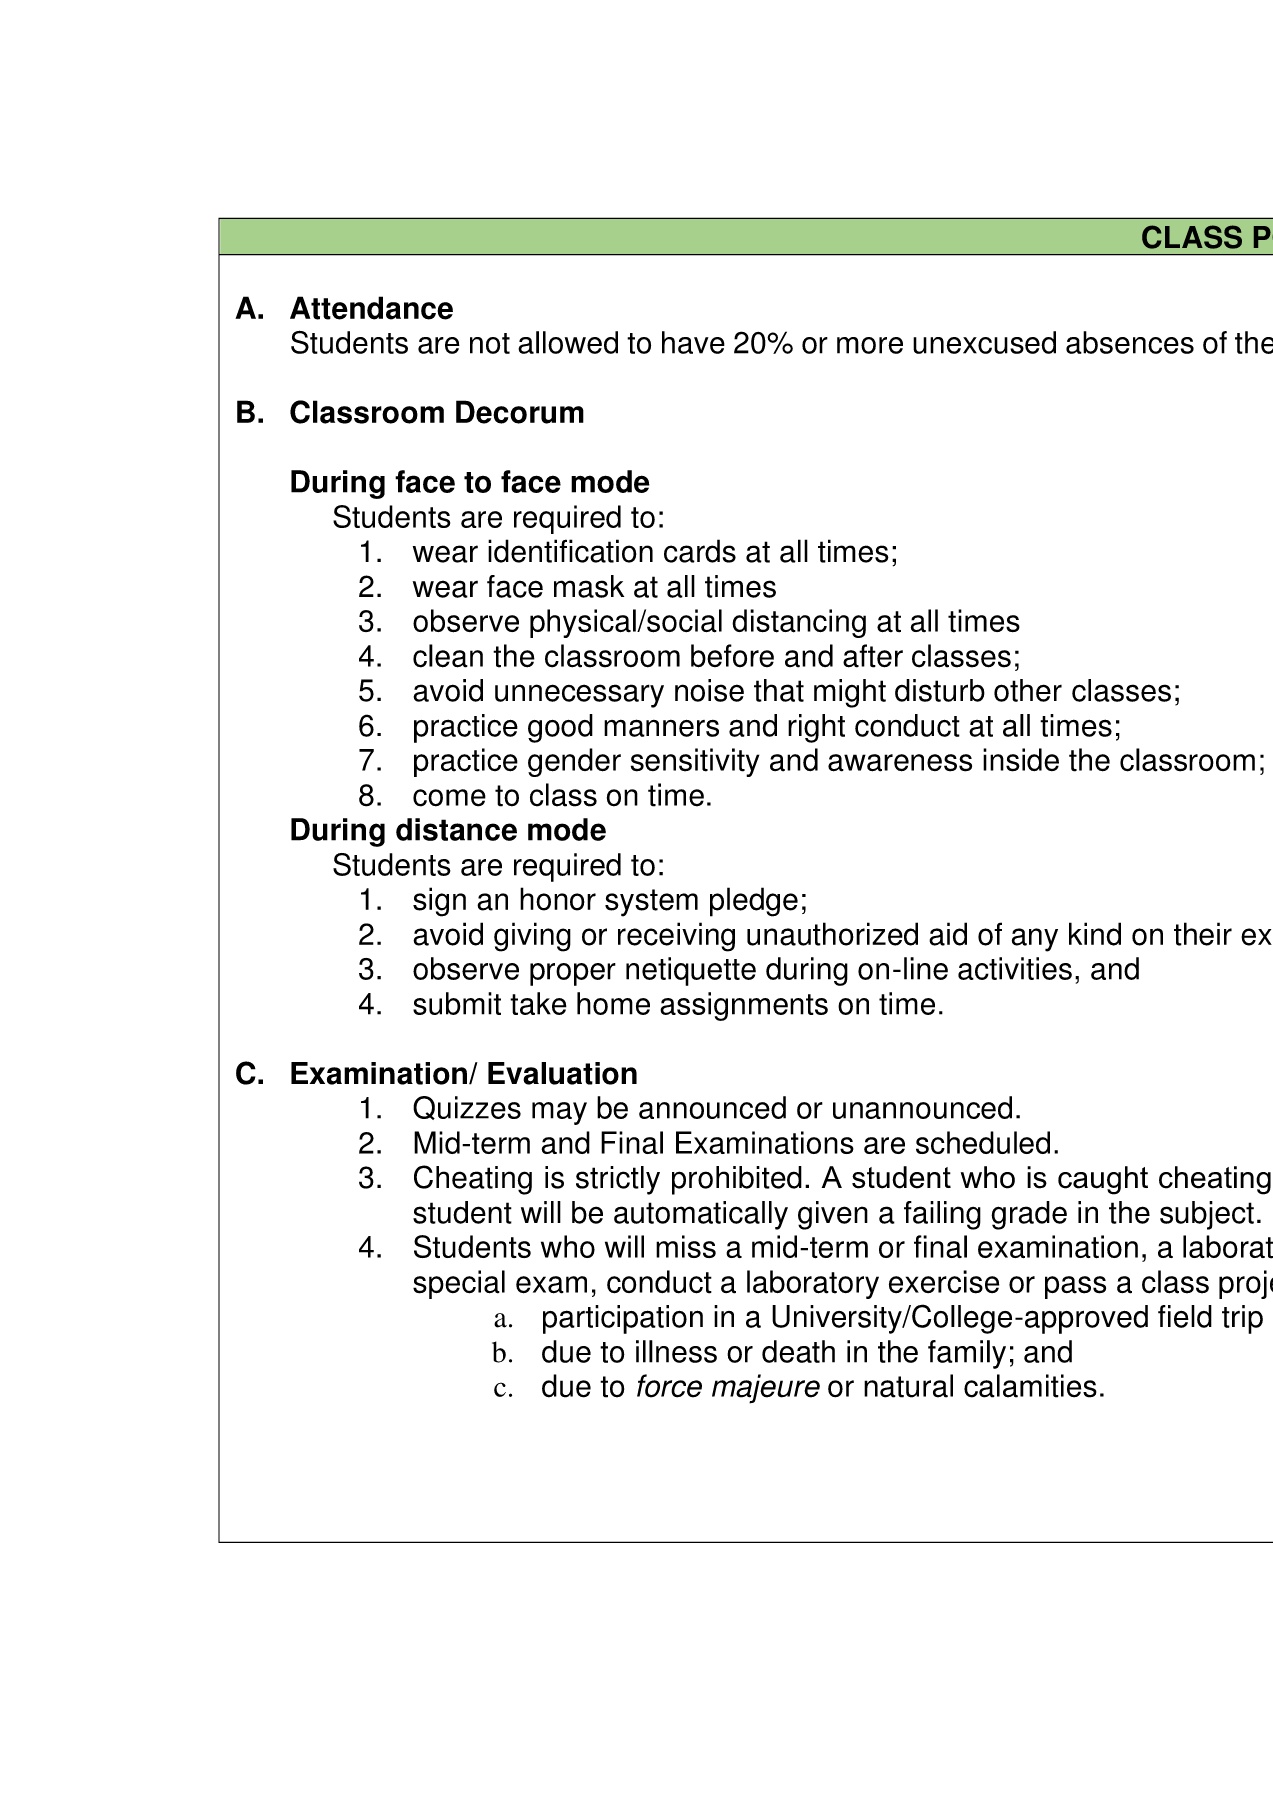 CLASS P
A. Attendance
Students are not allowed to have 20% or more unexcused absences of the
B. Classroom Decorum
During face to face mode
Students are required to:
1. wear identification cards at all times;
2. wear face mask at all times
3. observe physical/social distancing at all times
4. clean the classroom before and after classes;
5. avoid unnecessary noise that might disturb other classes;
6. practice good manners and right conduct at all times;
7. practice gender sensitivity and awareness inside the classroom;
8. come to class on time.
During distance mode
Students are required to:
1. sign an honor system pledge;
2. avoid giving or receiving unauthorized aid of any kind on their ex
3. observe proper netiquette during on-line activities, and
4. submit take home assignments on time.
C. Examination/ Evaluation
1. Quizzes may be announced or unannounced.
2. Mid-term and Final Examinations are scheduled.
3. Cheating is strictly prohibited. A student who is caught cheating
student will be automatically given a failing grade in the subject.
4. Students who will miss a mid-term or final examination, a laborat
special exam, conduct a laboratory exercise or pass a class proje
a. participation in a University/College-approved field trip
b. due to illness or death in the family; and
c. due to force majeure or natural calamities.